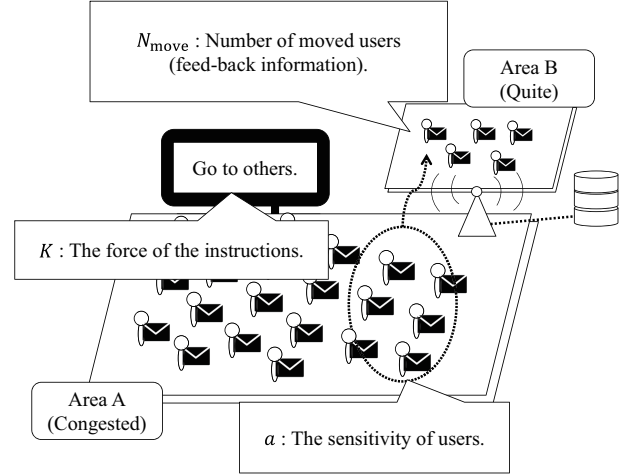 N_move : Number of moved users
(feed-back information).
Area B
(Quite)
Go to others.
K : The force of the instructions.
Area A
(Congested)
a : The sensitivity of users.